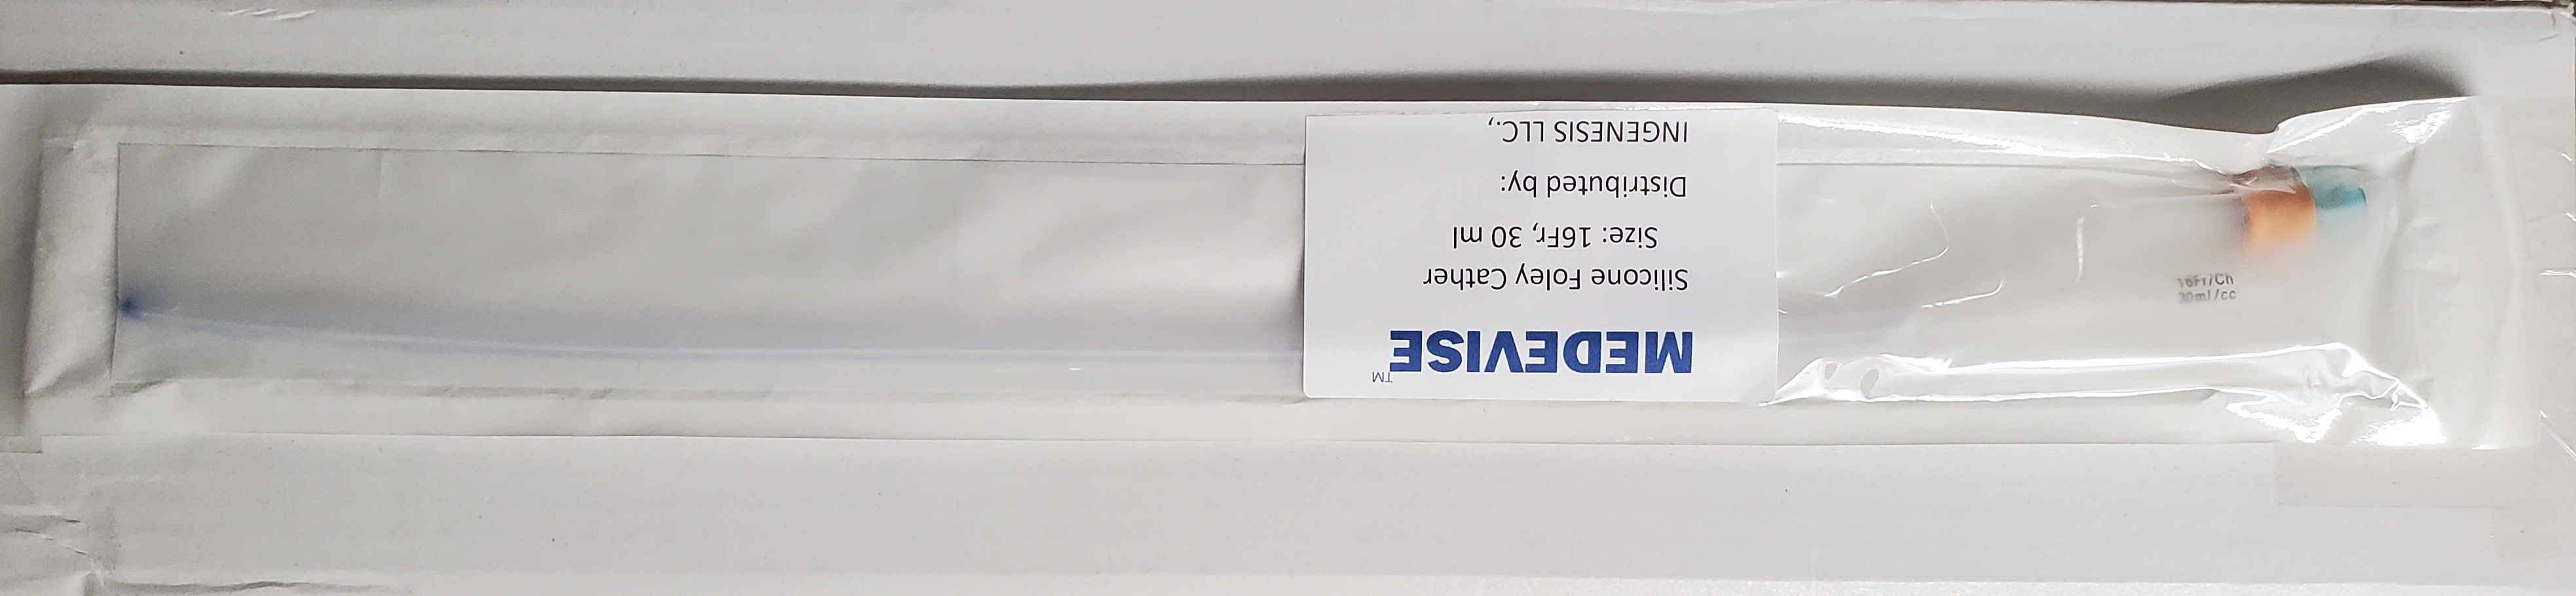 MEDEVISE™
Silicone Foley Cather
Size: 16Fr, 30 ml
Distributed by:
INGENESIS LLC.,
16Fr/Ch
30ml/cc